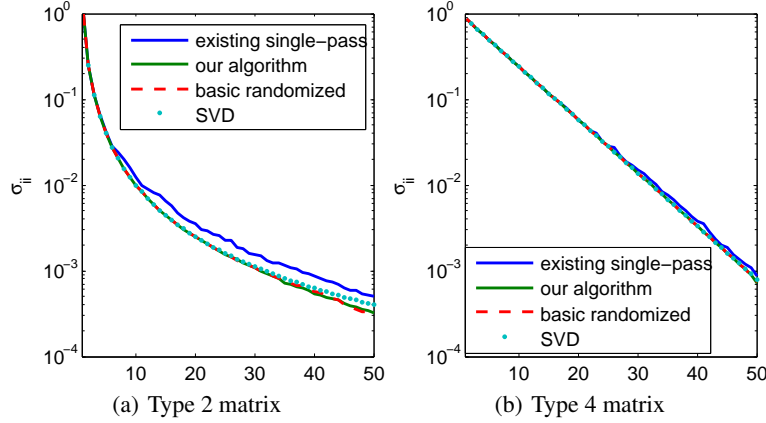 10^0
10^-1
10^-2
10^-3
10^-4
σ_ii
existing single-pass
our algorithm
basic randomized
SVD
10 20 30 40 50
(a) Type 2 matrix
10^0
10^-1
10^-2
10^-3
10^-4
σ_ii
existing single-pass
our algorithm
basic randomized
SVD
10 20 30 40 50
(b) Type 4 matrix